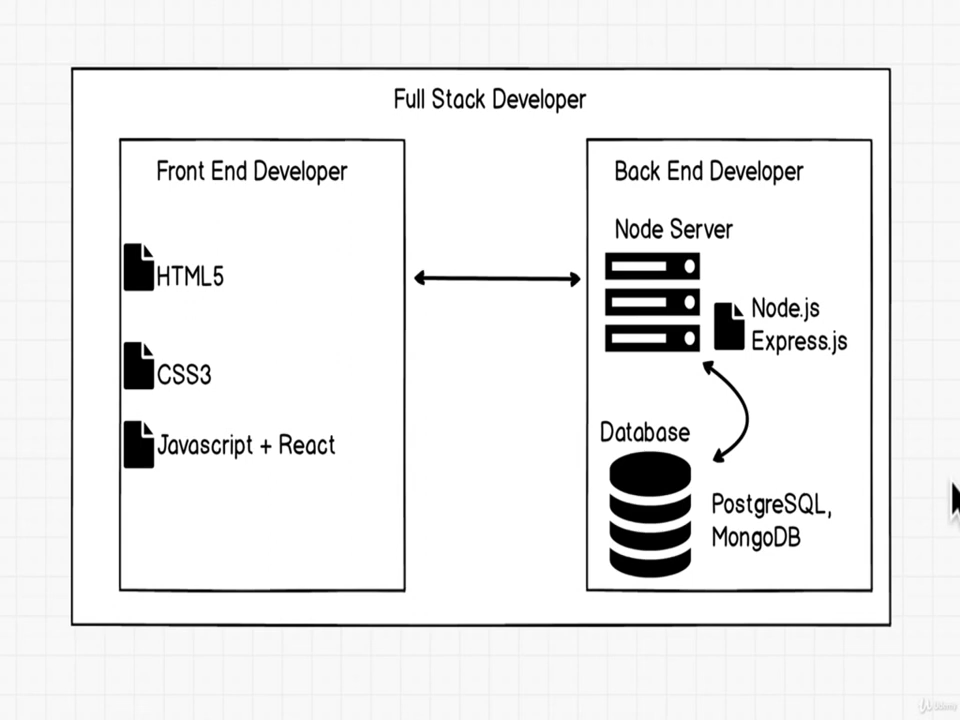 Full Stack Developer
Front End Developer
HTML5
CSS3
Javascript + React
Back End Developer
Node Server
Node.js
Express.js
Database
PostgreSQL,
MongoDB
Udemy